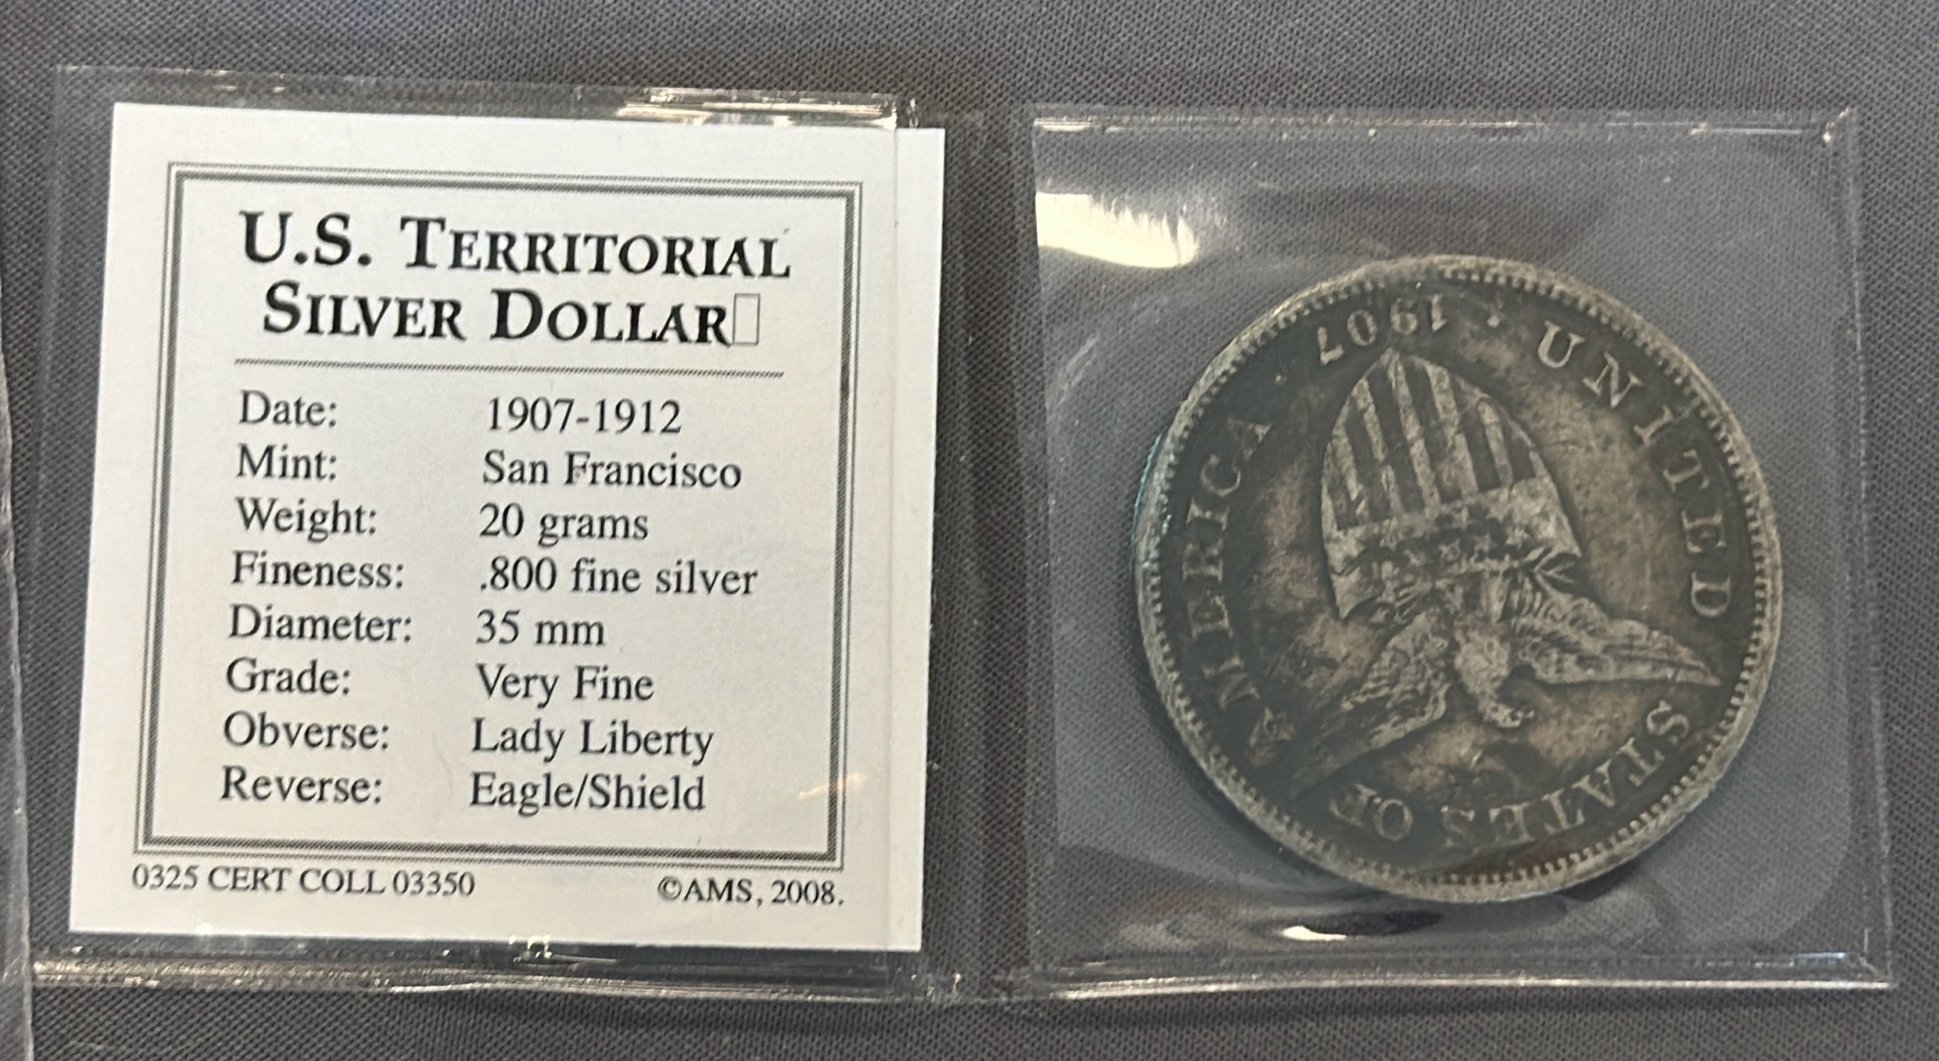 U.S. TERRITORIAL
SILVER DOLLAR
Date: 1907-1912
Mint: San Francisco
Weight: 20 grams
Fineness: .800 fine silver
Diameter: 35 mm
Grade: Very Fine
Obverse: Lady Liberty
Reverse: Eagle/Shield
0325 CERT COLL 03350 ©AMS, 2008.
UNITED STATES OF AMERICA
1907